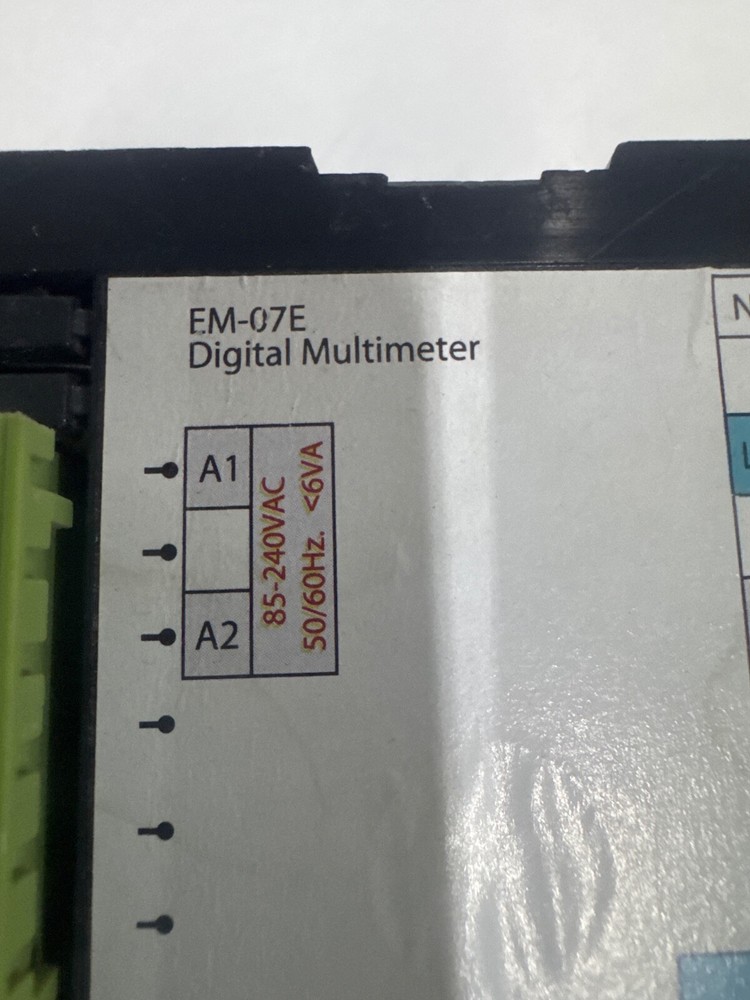 EM-07E
Digital Multimeter
A1
A2
85-240VAC
50/60Hz. <6VA
N
L